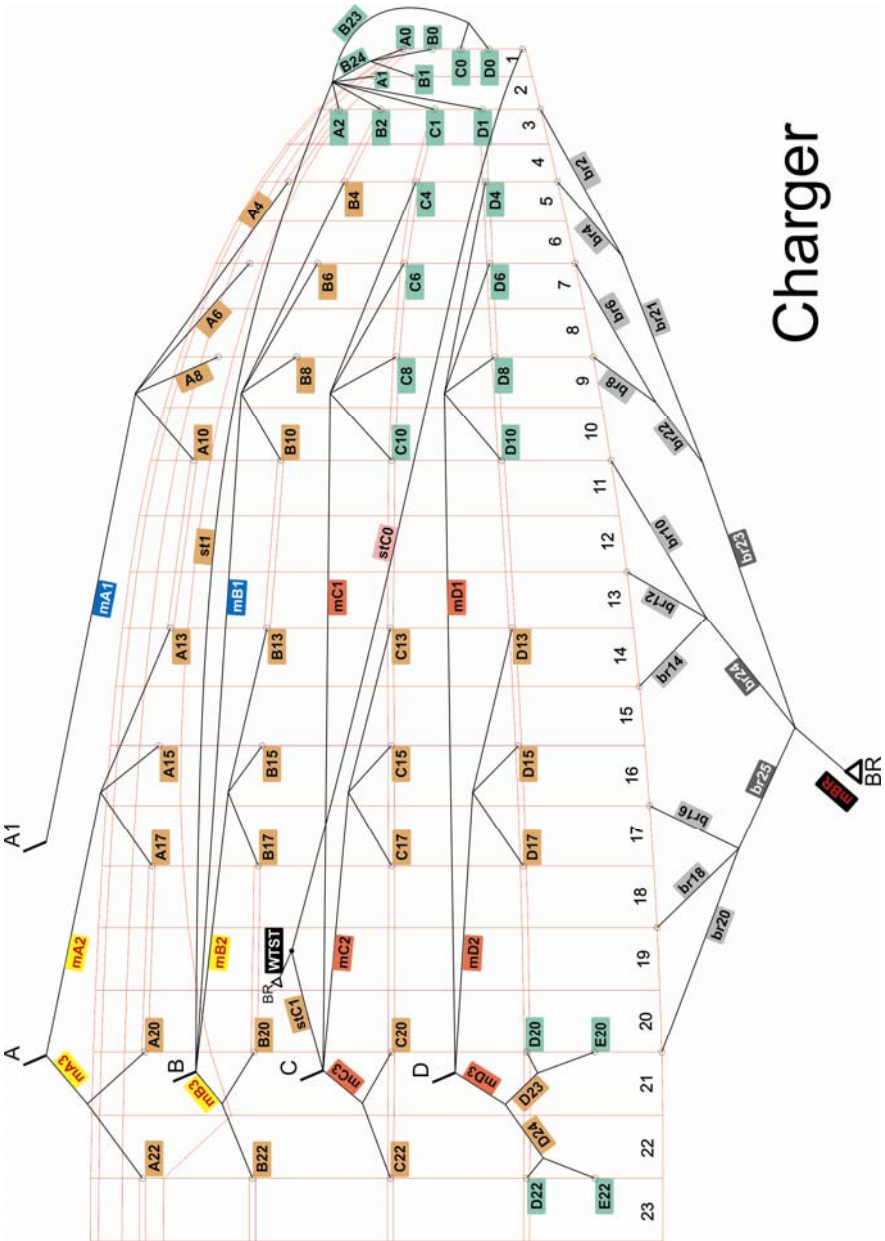 Charger
A1
A
B
C
D
BR
BR
B23
B24
A0
B0
C0
D0
A1
B1
A2
B2
C1
D1
A4
B4
C4
D4
A6
B6
C6
D6
A8
B8
C8
D8
A10
B10
C10
D10
mA1
st1
mB1
mC1
stC0
mD1
A13
B13
C13
D13
A15
B15
C15
D15
A17
B17
C17
D17
mA2
mB2
WTST
mC2
mD2
stC1
A20
B20
C20
D20
E20
mA3
mB3
mC3
mD3
D23
D24
A22
B22
C22
D22
E22
1
2
3
4
5
6
7
8
9
10
11
12
13
14
15
16
17
18
19
20
21
22
23
br2
br4
br6
br8
br21
br22
br10
br12
br14
br23
br24
br25
br16
br18
br20
mBR